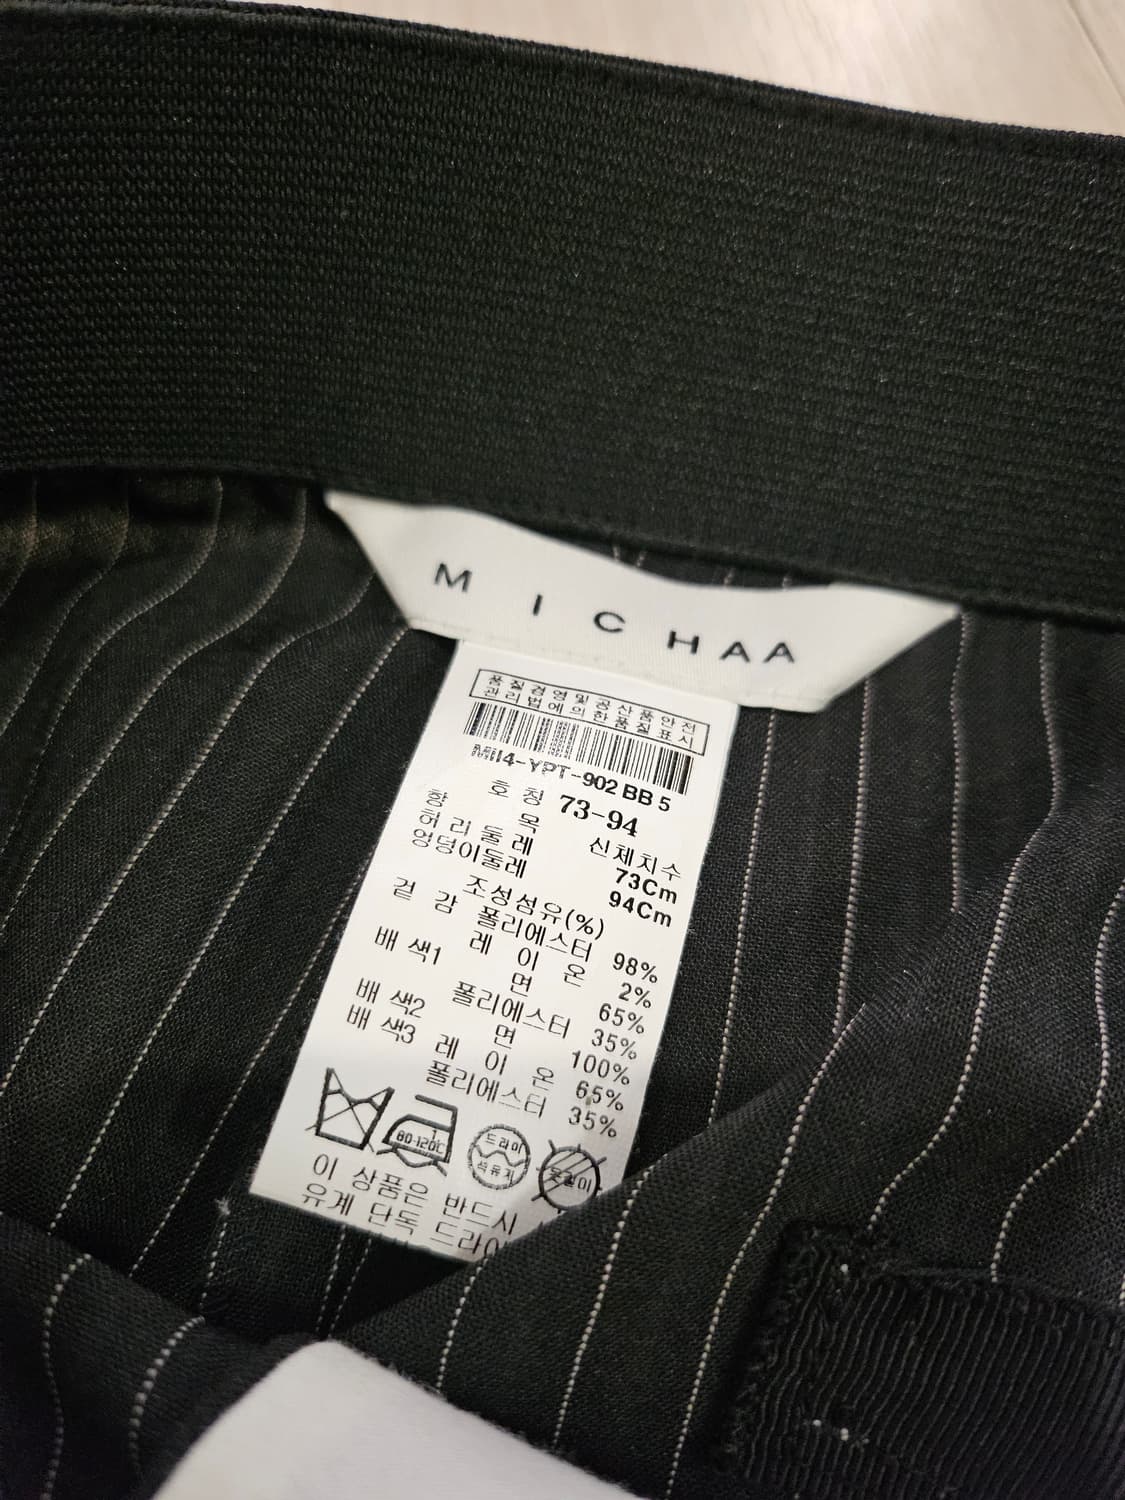 MICHAA
품질경영및공산품안전
관리법에의한품질표시
MI14-YPT-902 BB 5
호칭 73-94
항목 신체치수
허리둘레 73Cm
엉덩이둘레 94Cm
조성섬유(%)
겉감 폴리에스터 98%
레이온 2%
배색1 면 65%
폴리에스터 35%
배색2 면 100%
배색3 레이온 65%
폴리에스터 35%
80-120℃
드라이
석유계
이 상품은 반드시
유계 단독 드라이